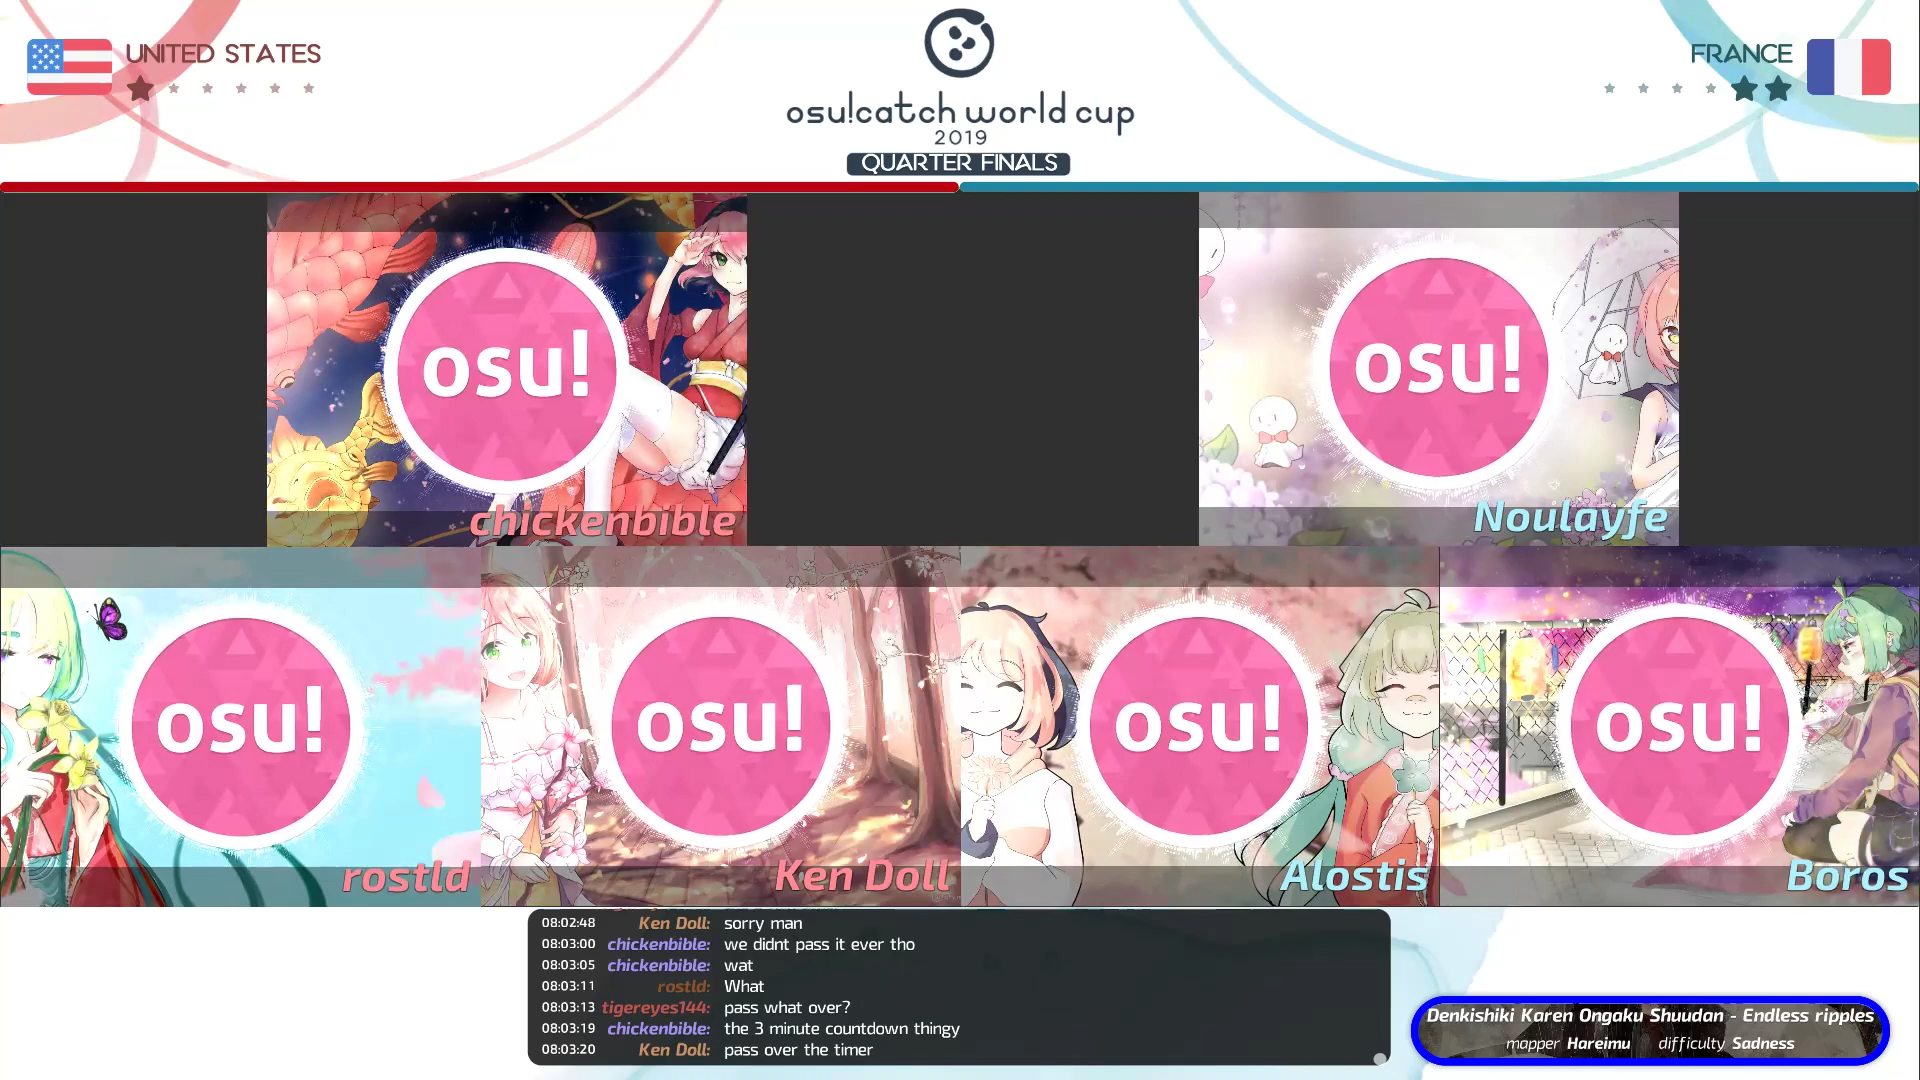 UNITED STATES
FRANCE
osu!catch world cup
2019
QUARTER FINALS
osu!
chickenbible
osu!
Noulayfe
osu!
rostld
osu!
Ken Doll
osu!
Alostis
osu!
Boros
08:02:48 Ken Doll: sorry man
08:03:00 chickenbible: we didnt pass it ever tho
08:03:05 chickenbible: wat
08:03:11 rostld: What
08:03:13 tigereyes144: pass what over?
08:03:19 chickenbible: the 3 minute countdown thingy
08:03:20 Ken Doll: pass over the timer
Denkishiki Karen Ongaku Shuudan - Endless ripples
mapper Hareimu difficulty Sadness